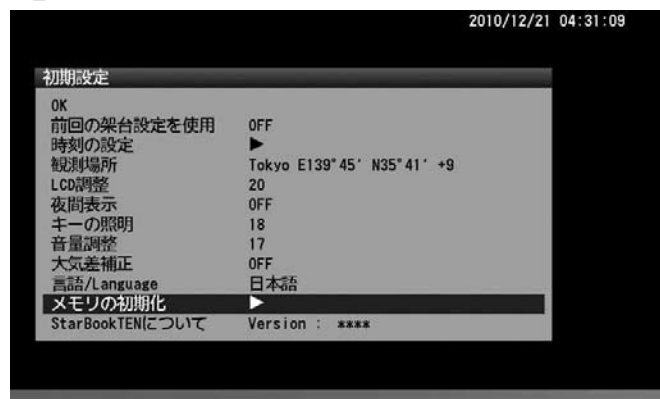 2010/12/21 04:31:09
初期設定
OK
前回の架台設定を使用 OFF
時刻の設定 ▶
観測場所 Tokyo E139°45′ N35°41′ +9
LCD調整 20
夜間表示 OFF
キーの照明 18
音量調整 17
大気差補正 OFF
言語/Language 日本語
メモリの初期化 ▶
StarBookTENについて Version : ****